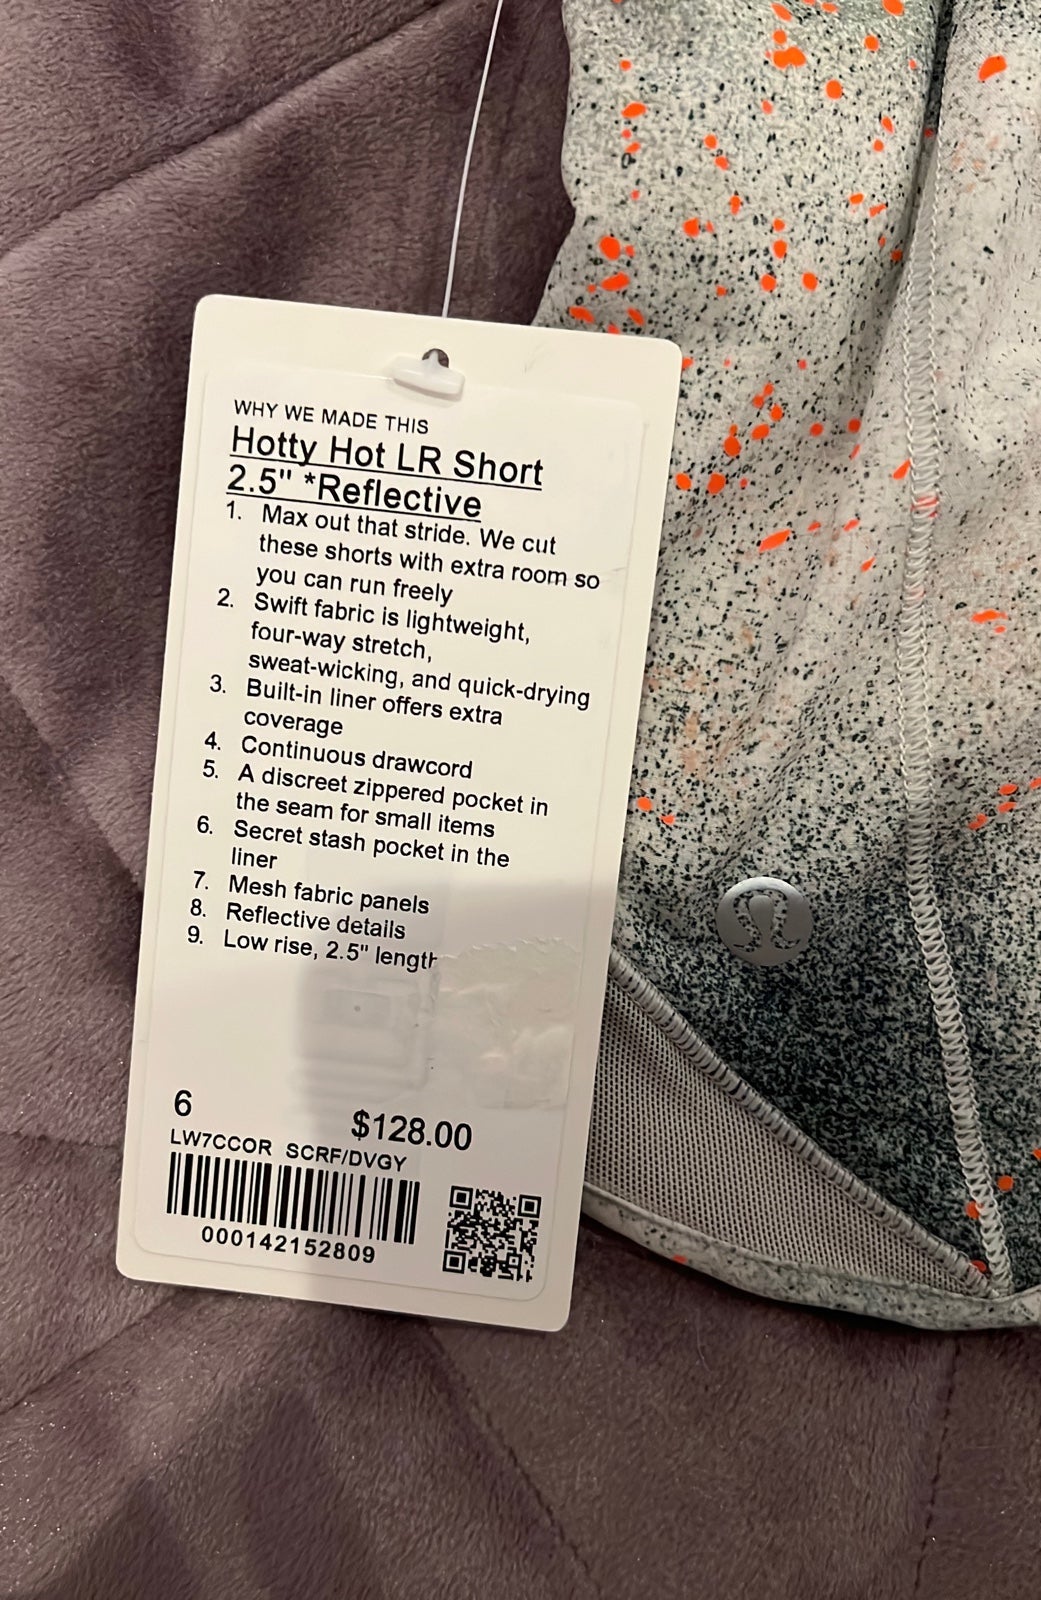 WHY WE MADE THIS
Hotty Hot LR Short
2.5" *Reflective
1. Max out that stride. We cut
these shorts with extra room so
you can run freely
2. Swift fabric is lightweight,
four-way stretch,
sweat-wicking, and quick-drying
3. Built-in liner offers extra
coverage
4. Continuous drawcord
5. A discreet zippered pocket in
the seam for small items
6. Secret stash pocket in the
liner
7. Mesh fabric panels
8. Reflective details
9. Low rise, 2.5" length
6 $128.00
LW7CCOR SCRF/DVGY
000142152809